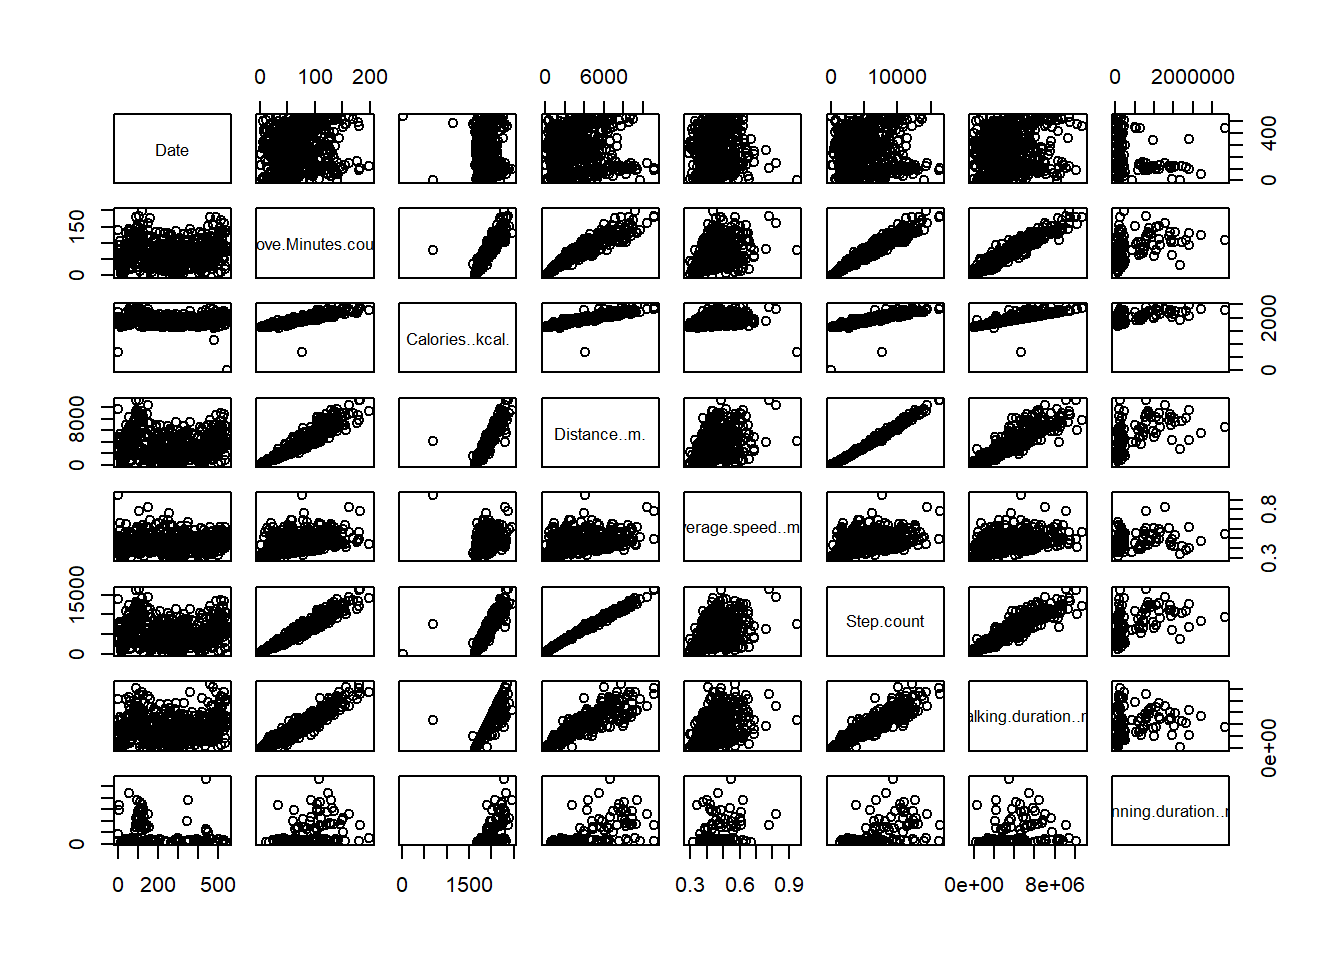 0 100 200 0 6000 0 10000 0 2000000
Date
0 400
0 150
ove.Minutes.cou
Calories..kcal.
0 2000
0 8000
Distance..m.
verage.speed..m
0.3 0.8
15000
Step.count
alking.duration..r
0e+00
0
nning.duration..r
0 200 500 0 1500 0.3 0.6 0.9 0e+00 8e+06